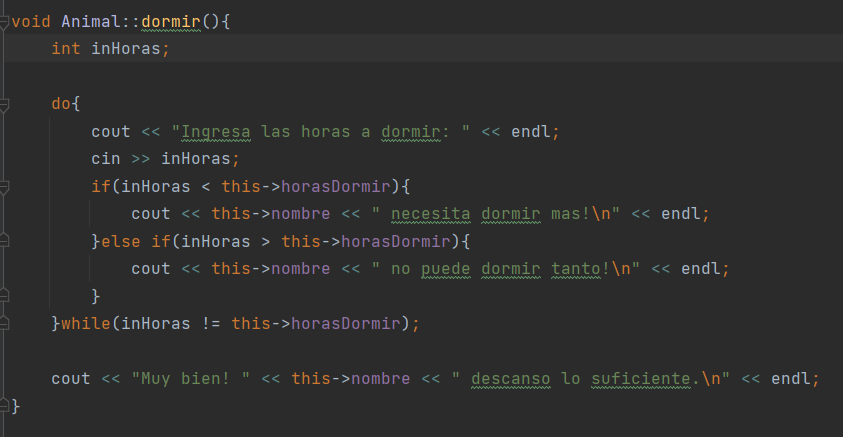 void Animal::dormir(){
    int inHoras;

    do{
        cout << "Ingresa las horas a dormir: " << endl;
        cin >> inHoras;
        if(inHoras < this->horasDormir){
            cout << this->nombre << " necesita dormir mas!\n" << endl;
        }else if(inHoras > this->horasDormir){
            cout << this->nombre << " no puede dormir tanto!\n" << endl;
        }
    }while(inHoras != this->horasDormir);

    cout << "Muy bien! " << this->nombre << " descanso lo suficiente.\n" << endl;
}